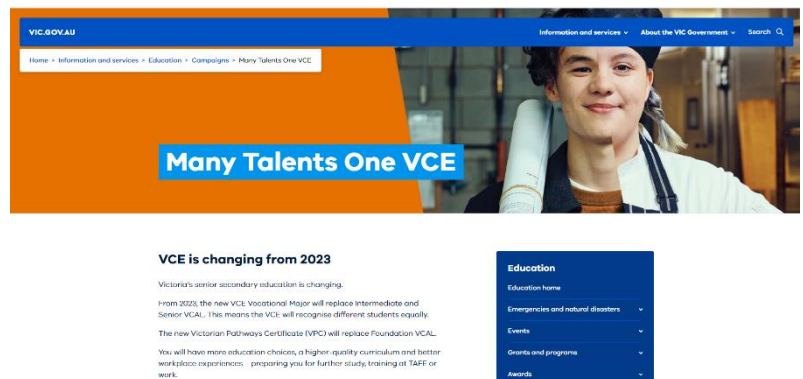 VIC.GOV.AU
Information and services
About the VIC Government
Search
Home > Information and services > Education > Campaigns > Many Talents One VCE
Many Talents One VCE
VCE is changing from 2023
Victoria's senior secondary education is changing.
From 2023, the new VCE Vocational Major will replace Intermediate and
Senior VCAL. This means the VCE will recognise different students equally.
The new Victorian Pathways Certificate (VPC) will replace Foundation VCAL.
You will have more education choices, a higher-quality curriculum and better
workplace experiences – preparing you for further study, training at TAFE or
work.
Education
Education home
Emergencies and natural disasters
Events
Grants and programs
Awards